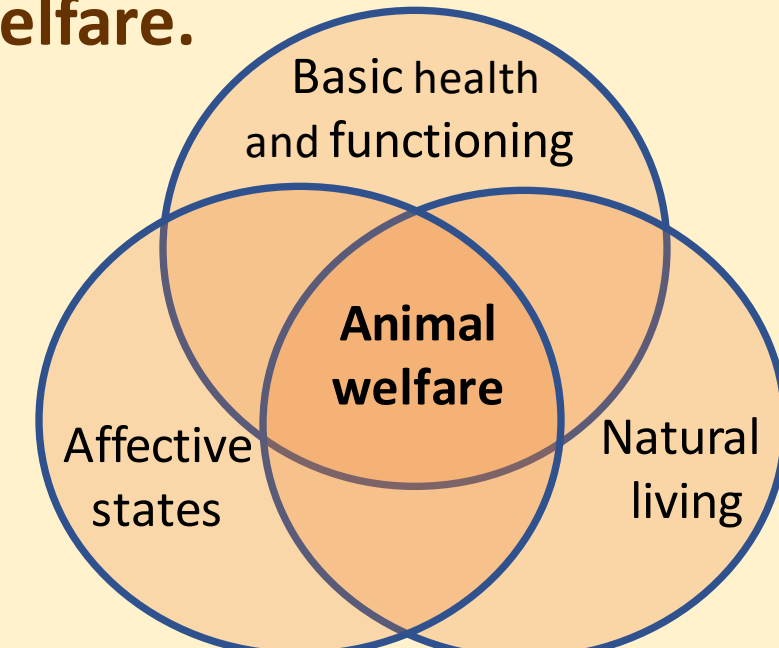 elfare.
Basic health
and functioning
Animal
welfare
Affective
states
Natural
living